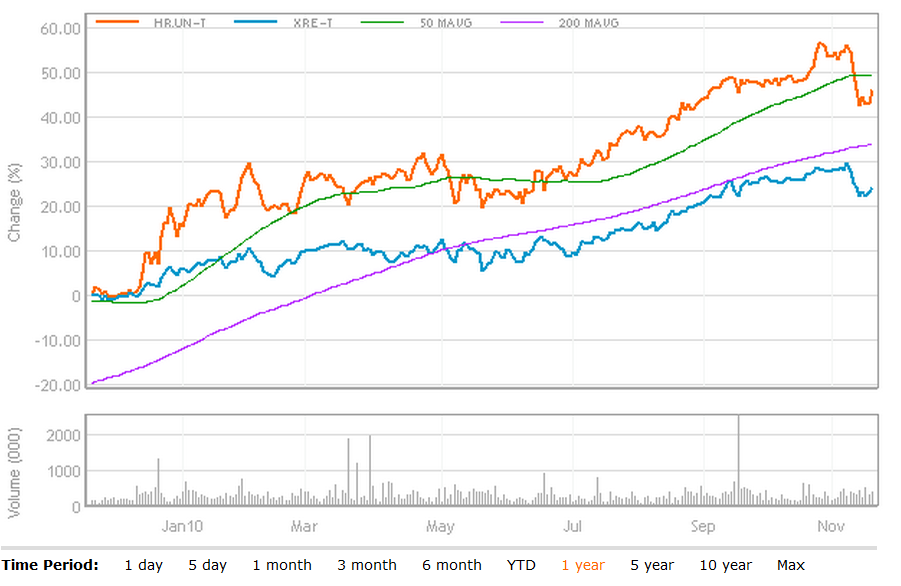 HR.UN-T XRE-T 50 MAVG 200 MAVG
60.00
50.00
40.00
30.00
20.00
10.00
0
-10.00
-20.00
Change (%)
2000
1000
0
Volume (000)
Jan10 Mar May Jul Sep Nov
Time Period: 1 day 5 day 1 month 3 month 6 month YTD 1 year 5 year 10 year Max